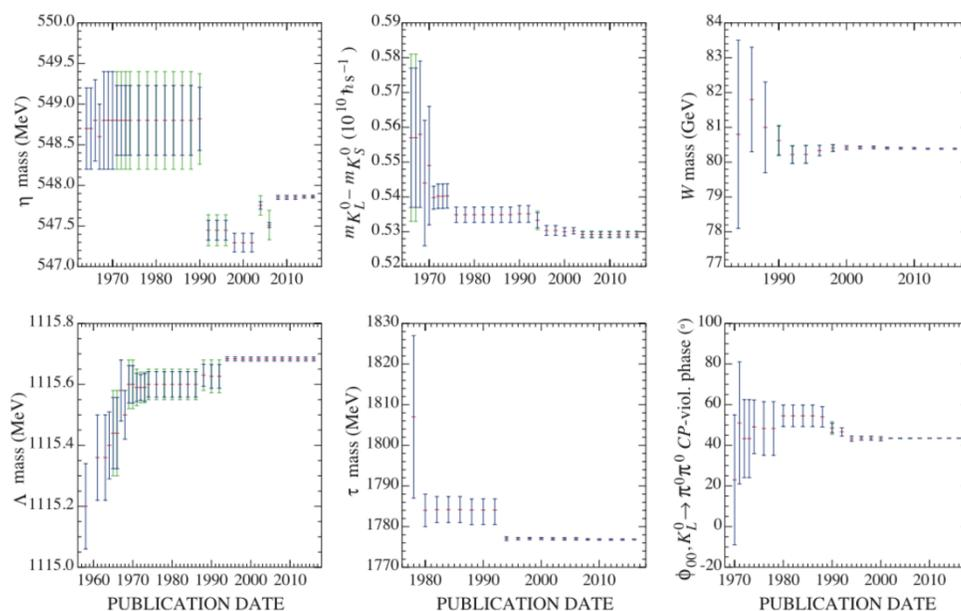 η mass (MeV)
550.0
549.5
549.0
548.5
548.0
547.5
547.0
1970 1980 1990 2000 2010
m_{K_L^0} − m_{K_S^0} (10^{10} ħ s^{−1})
0.59
0.58
0.57
0.56
0.55
0.54
0.53
0.52
1970 1980 1990 2000 2010
W mass (GeV)
84
83
82
81
80
79
78
77
1990 2000 2010
Λ mass (MeV)
1115.8
1115.6
1115.4
1115.2
1115.0
1960 1970 1980 1990 2000 2010
PUBLICATION DATE
τ mass (MeV)
1830
1820
1810
1800
1790
1780
1770
1980 1990 2000 2010
PUBLICATION DATE
ϕ_{00}, K_L^0 → π^0π^0 CP-viol. phase (°)
100
80
60
40
20
0
-20
1970 1980 1990 2000 2010
PUBLICATION DATE